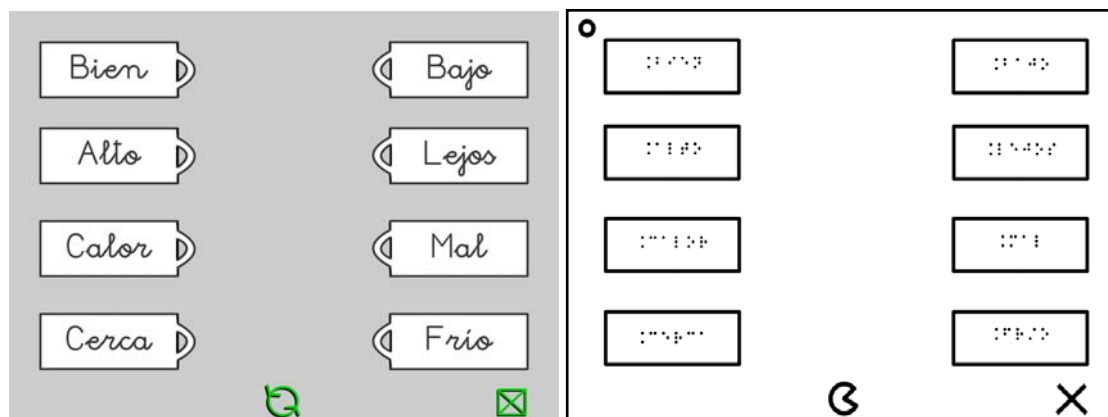 Bien Bajo
Alto Lejos
Calor Mal
Cerca Frío
⠨⠃⠊⠑⠝ ⠨⠃⠁⠚⠕
⠨⠁⠇⠞⠕ ⠨⠇⠑⠚⠕⠎
⠨⠉⠁⠇⠕⠗ ⠨⠍⠁⠇
⠨⠉⠑⠗⠉⠁ ⠨⠋⠗⠌⠕